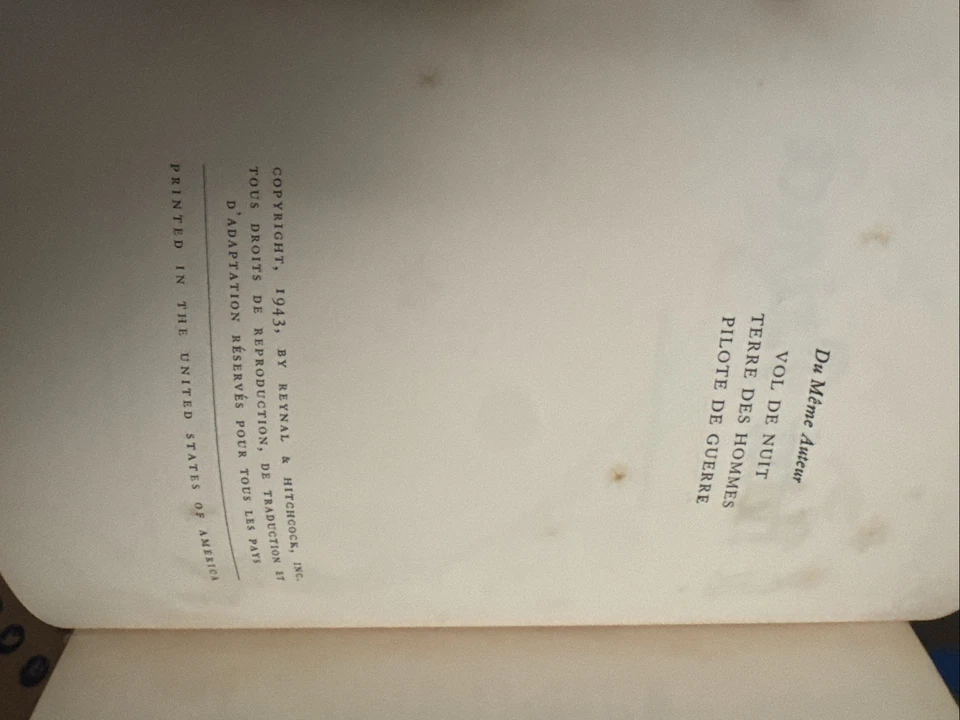 Du Même Auteur
VOL DE NUIT
TERRE DES HOMMES
PILOTE DE GUERRE
COPYRIGHT, 1943, BY REYNAL & HITCHCOCK, INC.
TOUS DROITS DE REPRODUCTION, DE TRADUCTION ET
D'ADAPTATION RÉSERVÉS POUR TOUS LES PAYS
PRINTED IN THE UNITED STATES OF AMERICA